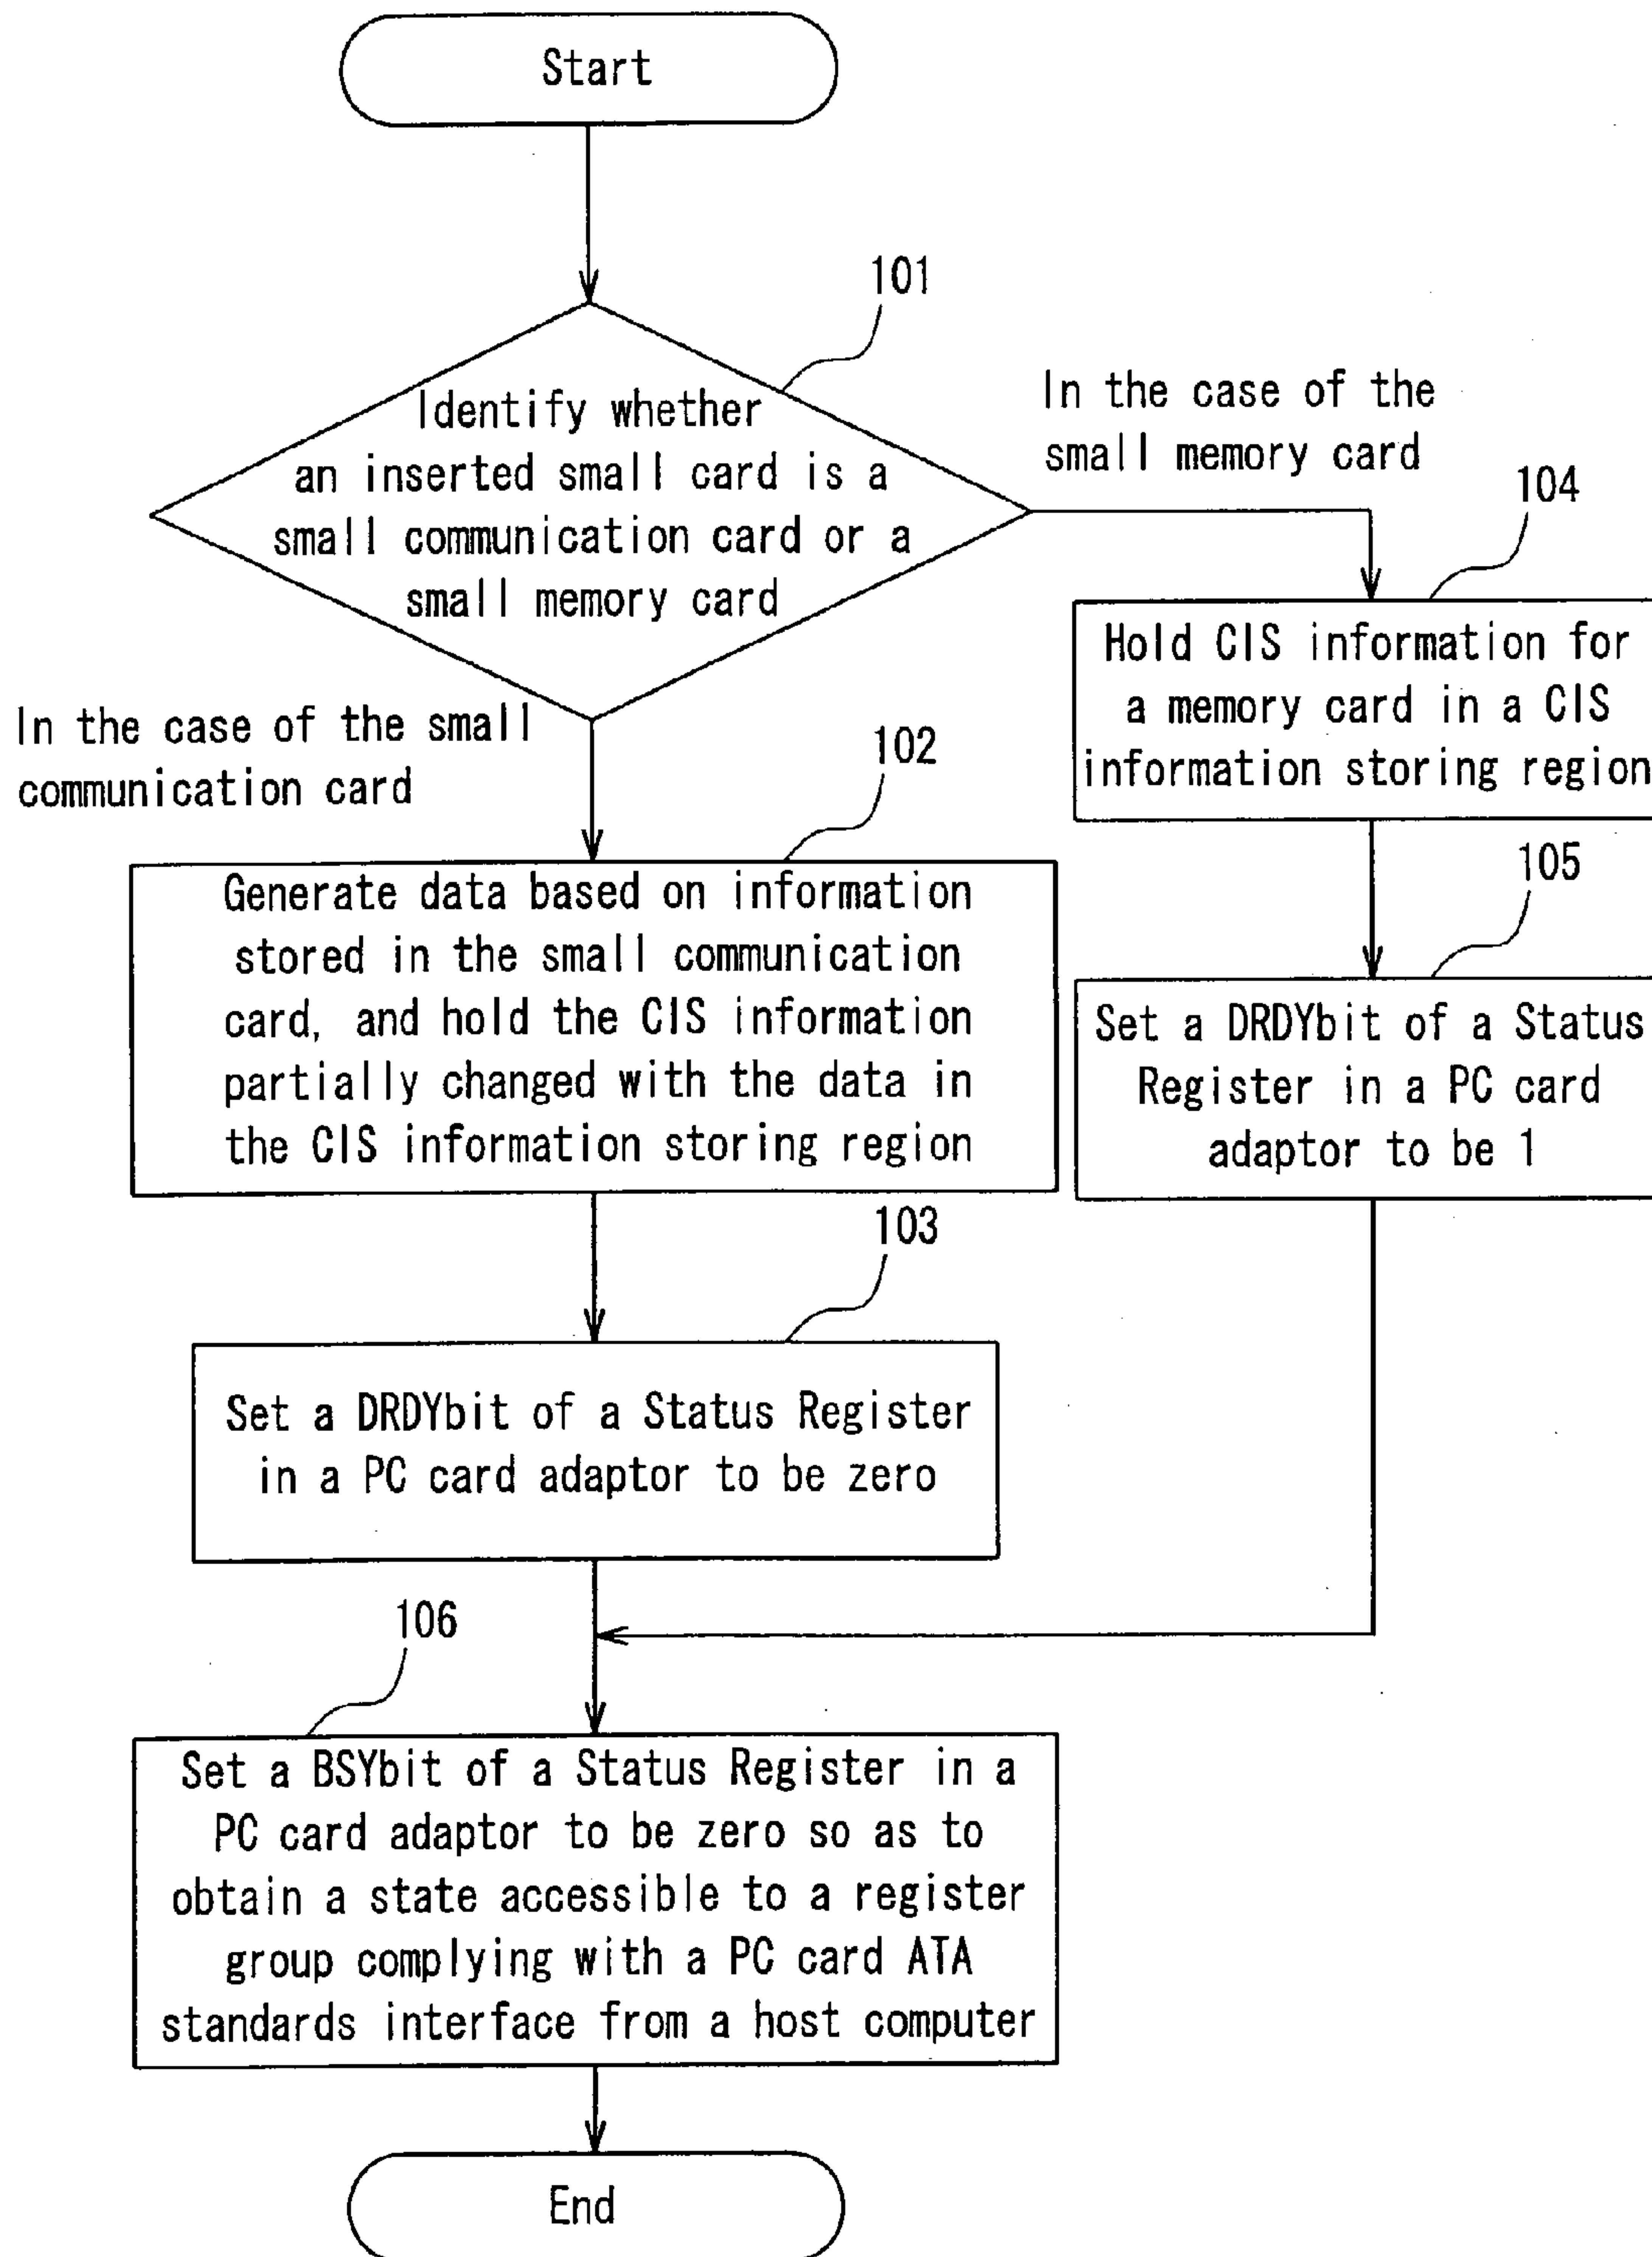 Start
101
Identify whether
an inserted small card is a
small communication card or a
small memory card
In the case of the
small memory card
104
Hold CIS information for
a memory card in a CIS
information storing region
In the case of the small
communication card
102
Generate data based on information
stored in the small communication
card, and hold the CIS information
partially changed with the data in
the CIS information storing region
105
Set a DRDYbit of a Status
Register in a PC card
adaptor to be 1
103
Set a DRDYbit of a Status Register
in a PC card adaptor to be zero
106
Set a BSYbit of a Status Register in a
PC card adaptor to be zero so as to
obtain a state accessible to a register
group complying with a PC card ATA
standards interface from a host computer
End